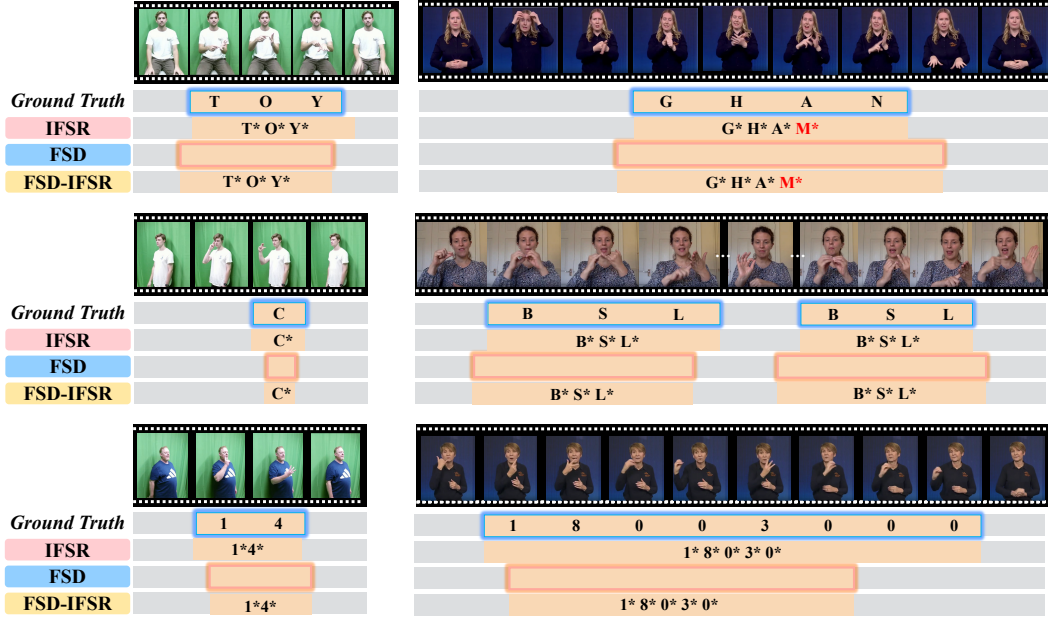 Ground Truth T O Y G H A N
IFSR T* O* Y* G* H* A* M*
FSD
FSD-IFSR T* O* Y* G* H* A* M*
Ground Truth C B S L B S L
IFSR C* B* S* L* B* S* L*
FSD
FSD-IFSR C* B* S* L* B* S* L*
Ground Truth 1 4 1 8 0 0 3 0 0 0
IFSR 1*4* 1* 8* 0* 3* 0*
FSD
FSD-IFSR 1*4* 1* 8* 0* 3* 0*